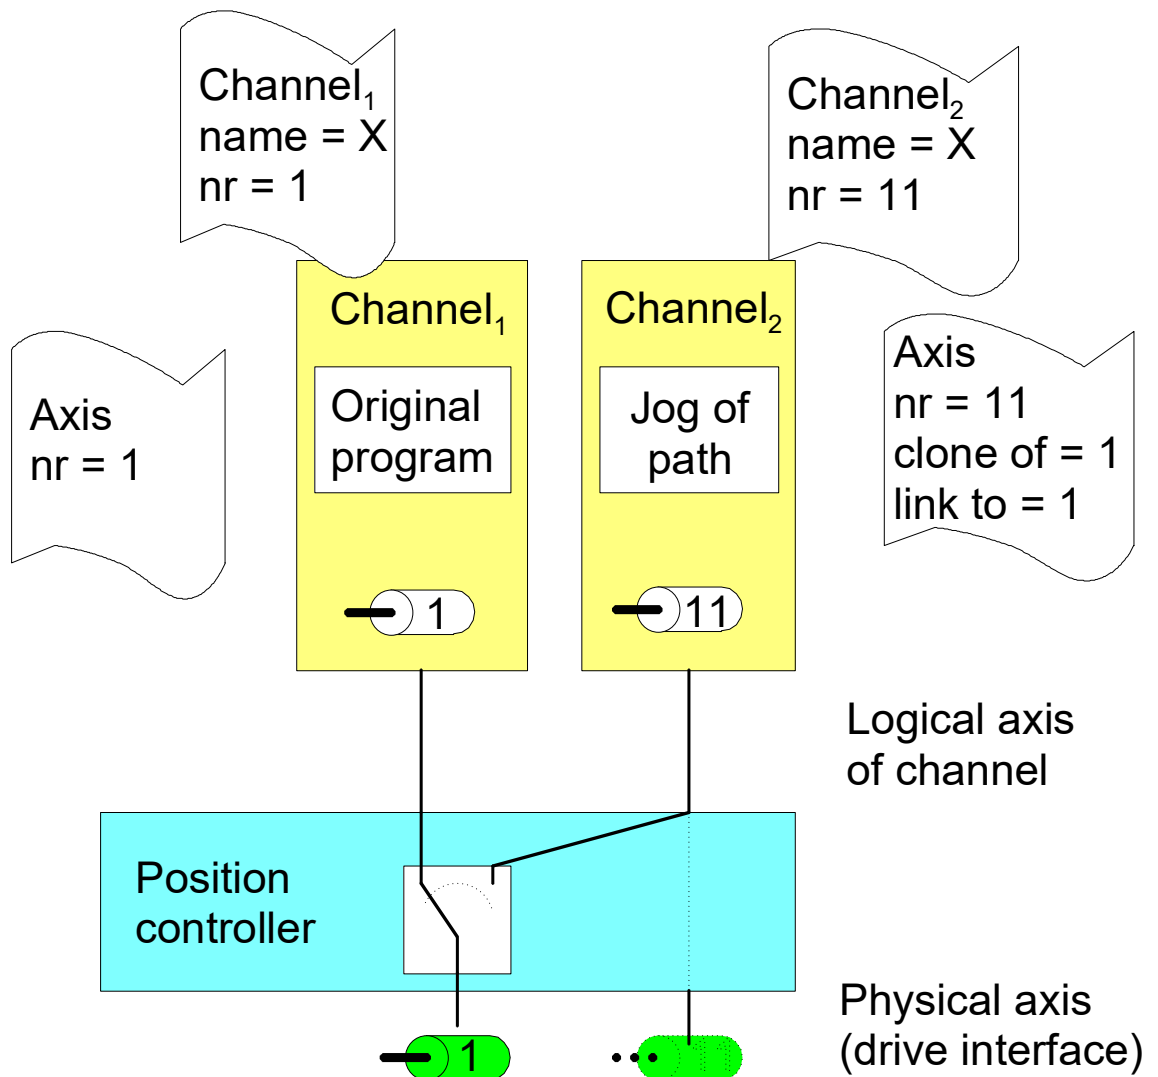 Channel₁
name = X
nr = 1
Channel₂
name = X
nr = 11
Channel₁
Channel₂
Axis
nr = 1
Original
program
Jog of
path
Axis
nr = 11
clone of = 1
link to = 1
1
11
Logical axis
of channel
Position
controller
Physical axis
(drive interface)
1